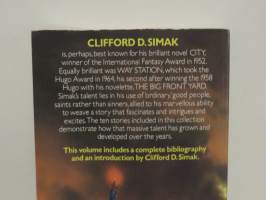 CLIFFORD D. SIMAK
is, perhaps, best known for his brilliant novel CITY,
winner of the International Fantasy Award in 1952.
Equally brilliant was WAY STATION, which took the
Hugo Award in 1964, his second after winning the 1958
Hugo with his novelette, THE BIG FRONT YARD.
Simak's talent lies in his use of 'ordinary,' good people,
saints rather than sinners, allied to his marvellous ability
to weave a story that fascinates and intrigues and
excites. The ten stories included in this collection
demonstrate how that massive talent has grown and
developed over the years.
This volume includes a complete bibliography
and an introduction by Clifford D. Simak.